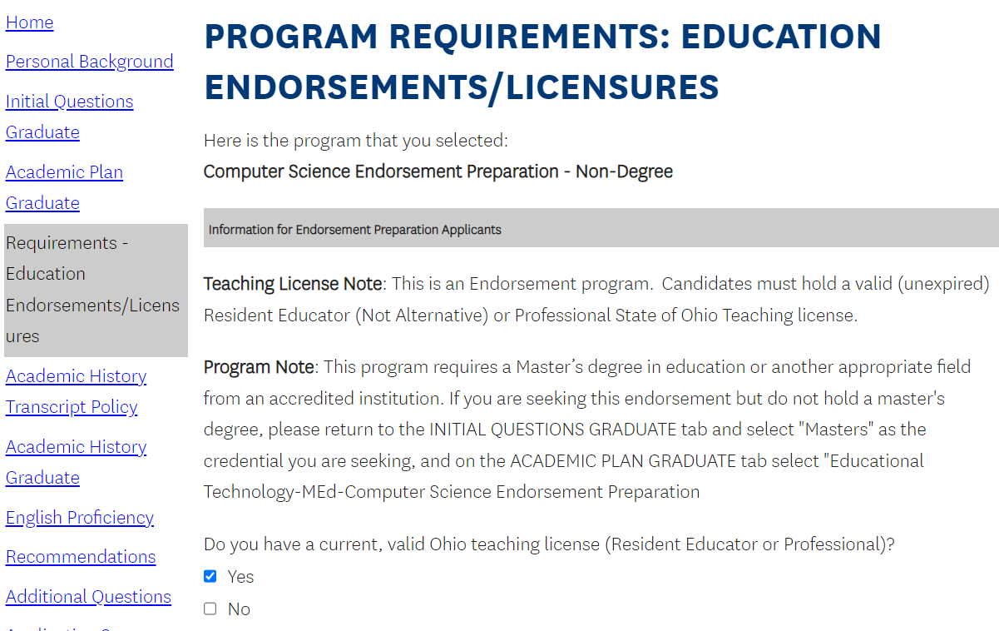 Home
Personal Background
Initial Questions
Graduate
Academic Plan
Graduate
Requirements -
Education
Endorsements/Licens
ures
Academic History
Transcript Policy
Academic History
Graduate
English Proficiency
Recommendations
Additional Questions
PROGRAM REQUIREMENTS: EDUCATION
ENDORSEMENTS/LICENSURES
Here is the program that you selected:
Computer Science Endorsement Preparation - Non-Degree
Information for Endorsement Preparation Applicants
Teaching License Note: This is an Endorsement program.  Candidates must hold a valid (unexpired)
Resident Educator (Not Alternative) or Professional State of Ohio Teaching license.
Program Note: This program requires a Master’s degree in education or another appropriate field
from an accredited institution. If you are seeking this endorsement but do not hold a master's
degree, please return to the INITIAL QUESTIONS GRADUATE tab and select "Masters" as the
credential you are seeking, and on the ACADEMIC PLAN GRADUATE tab select "Educational
Technology-MEd-Computer Science Endorsement Preparation
Do you have a current, valid Ohio teaching license (Resident Educator or Professional)?
Yes
No